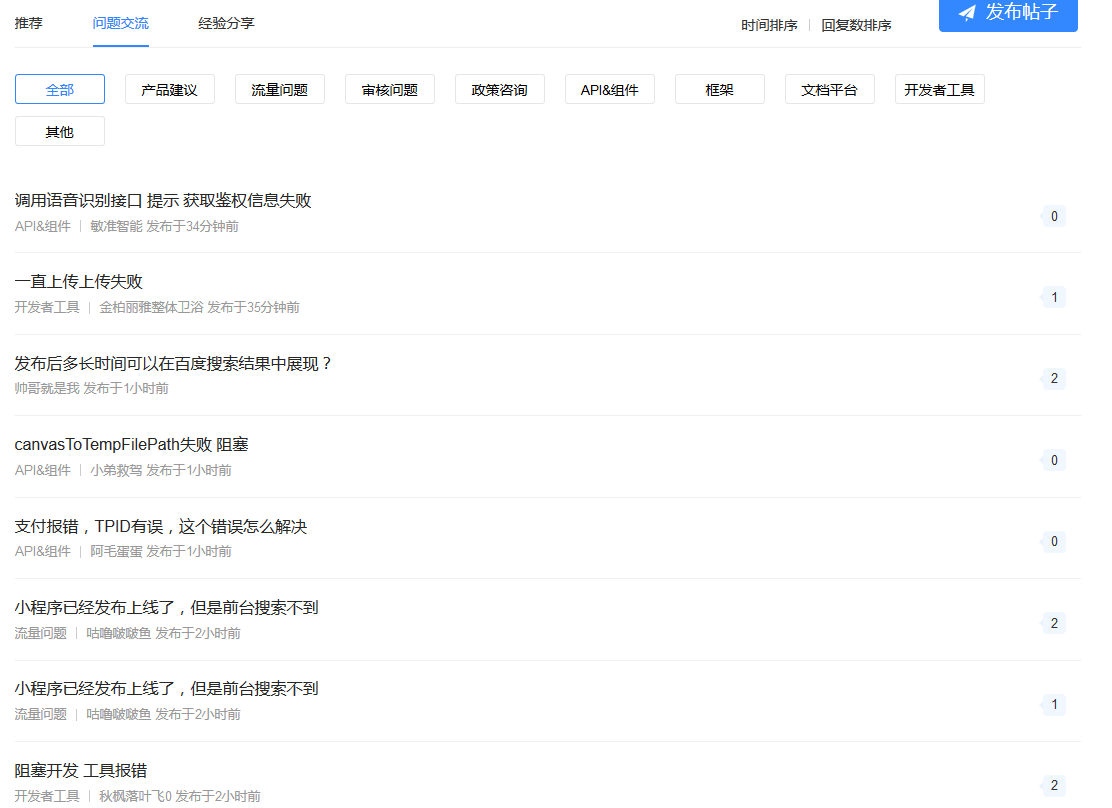 推荐 问题交流 经验分享 时间排序 回复数排序 发布帖子
全部 产品建议 流量问题 审核问题 政策咨询 API&组件 框架 文档平台 开发者工具
其他
调用语音识别接口 提示 获取鉴权信息失败
API&组件 敏准智能 发布于34分钟前
0
一直上传上传失败
开发者工具 金柏丽雅整体卫浴 发布于35分钟前
1
发布后多长时间可以在百度搜索结果中展现？
帅哥就是我 发布于1小时前
2
canvasToTempFilePath失败 阻塞
API&组件 小弟救驾 发布于1小时前
0
支付报错，TPID有误，这个错误怎么解决
API&组件 阿毛蛋蛋 发布于1小时前
0
小程序已经发布上线了，但是前台搜索不到
流量问题 咕噜啵啵鱼 发布于2小时前
2
小程序已经发布上线了，但是前台搜索不到
流量问题 咕噜啵啵鱼 发布于2小时前
1
阻塞开发 工具报错
开发者工具 秋枫落叶飞0 发布于2小时前
2